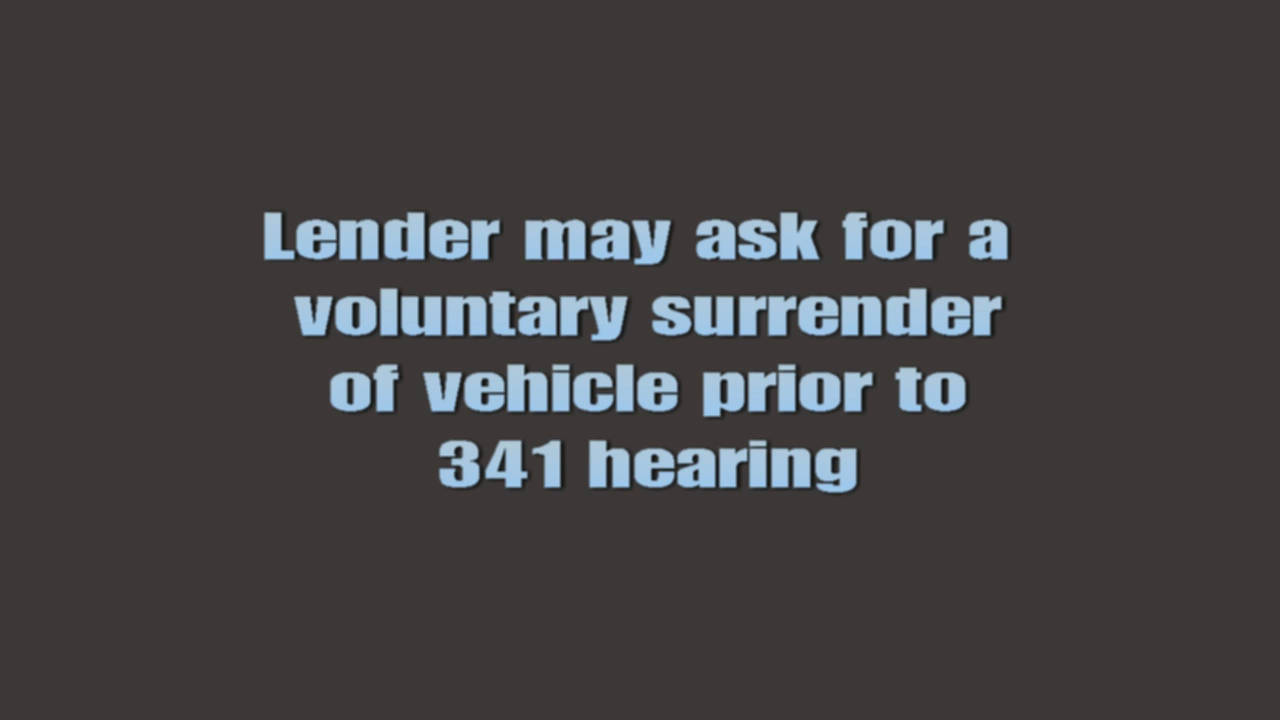 Lender may ask for a
voluntary surrender
of vehicle prior to
341 hearing